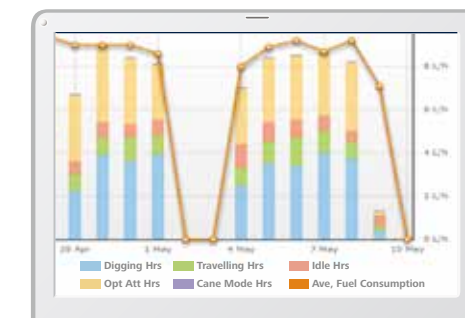 8 L/h
6 L/h
4 L/h
2 L/h
0 L/h
28 Apr 1 May 4 May 7 May 10 May
Digging Hrs Travelling Hrs Idle Hrs
Opt Att Hrs Cane Mode Hrs Ave, Fuel Consumption